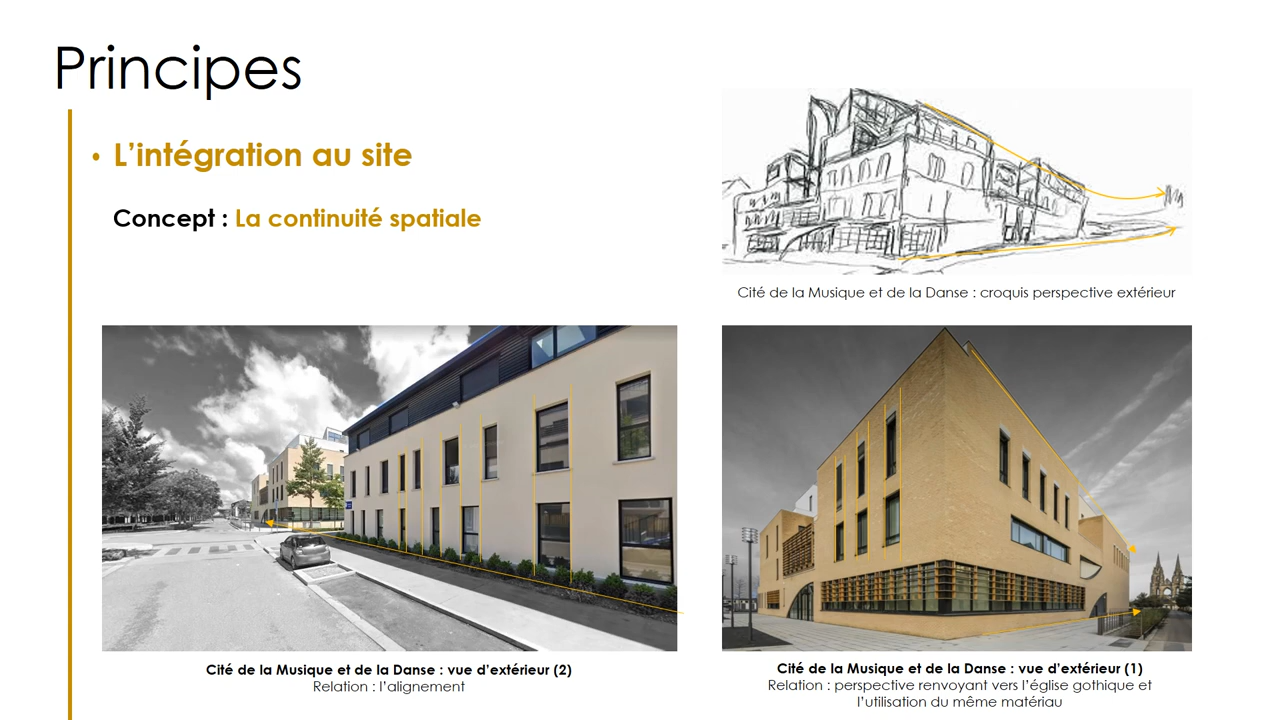 Principes
• L’intégration au site
Concept : La continuité spatiale
Cité de la Musique et de la Danse : croquis perspective extérieur
Cité de la Musique et de la Danse : vue d’extérieur (2)
Relation : l’alignement
Cité de la Musique et de la Danse : vue d’extérieur (1)
Relation : perspective renvoyant vers l’église gothique et
l’utilisation du même matériau